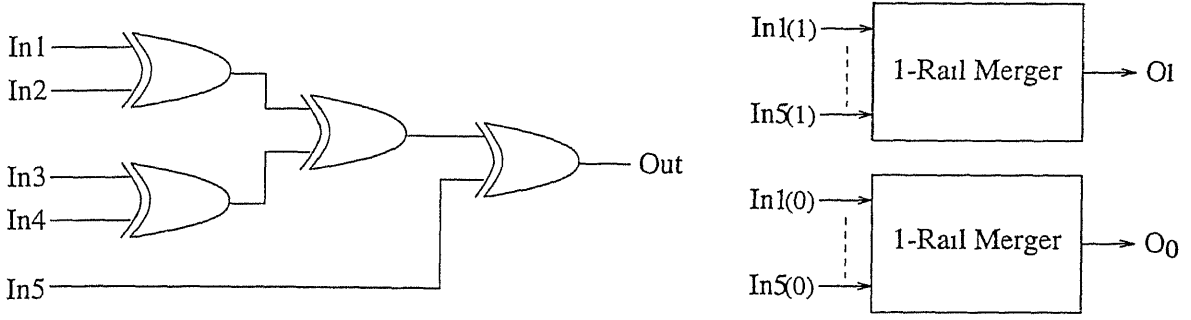 In1
In2
In3
In4
In5
Out
In1(1)
In5(1)
1-Rail Merger
O1
In1(0)
In5(0)
1-Rail Merger
O0